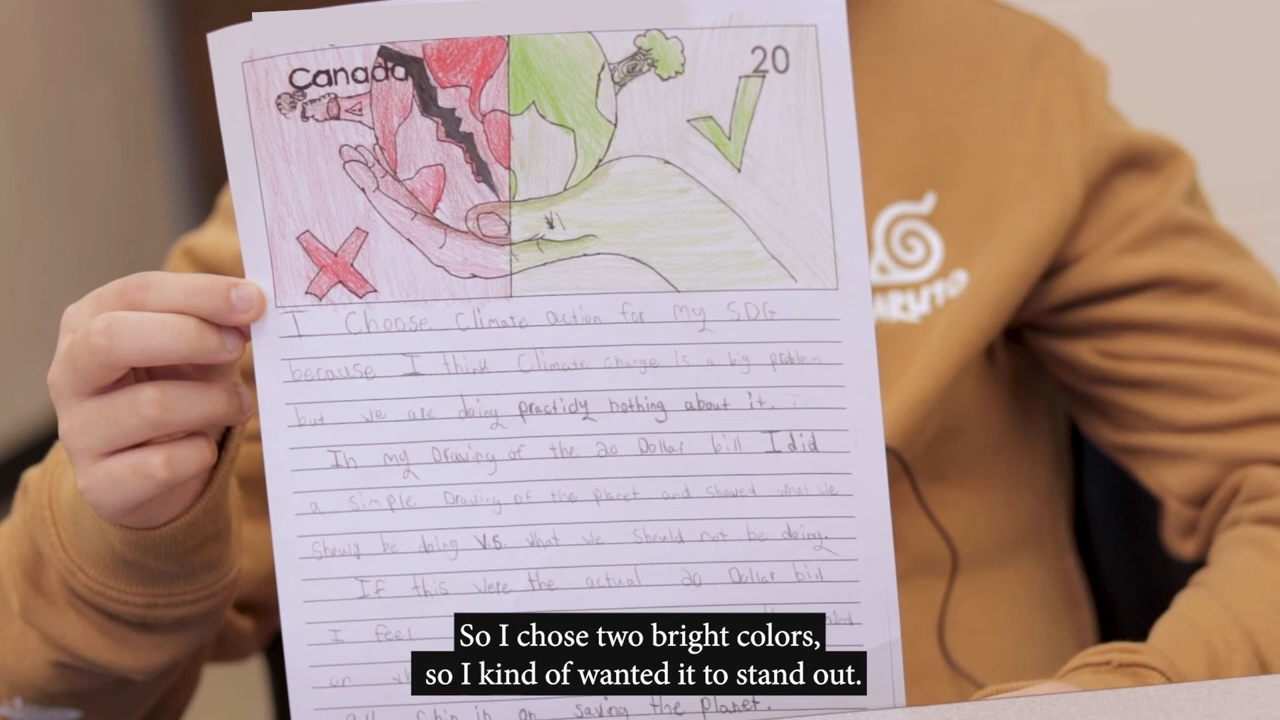 Canada
20
I Choose Climate action for my SDG
because I think Climate change is a big problem
but we are doing practidy nothing about it.
In my Drawing of the 20 Dollar bill I did
a simple Drawing of the planet and showed what we
Should be doing VS. what we Should not be doing.
If this were the actual 20 Dollar bill
I feel
on
all chip in on saving the planet.
So I chose two bright colors,
so I kind of wanted it to stand out.